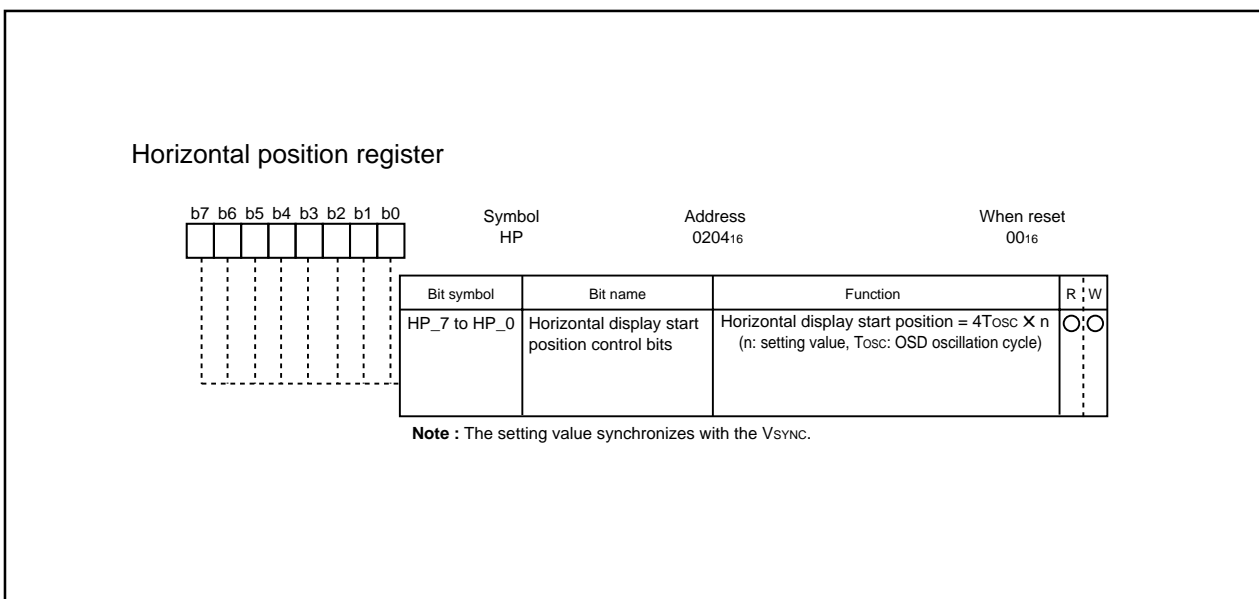 Horizontal position register
b7 b6 b5 b4 b3 b2 b1 b0
Symbol Address When reset
HP 020416 0016
Bit symbol Bit name Function R W
HP_7 to HP_0 Horizontal display start position control bits Horizontal display start position = 4Tosc X n
(n: setting value, Tosc: OSD oscillation cycle)
Note : The setting value synchronizes with the VSYNC.